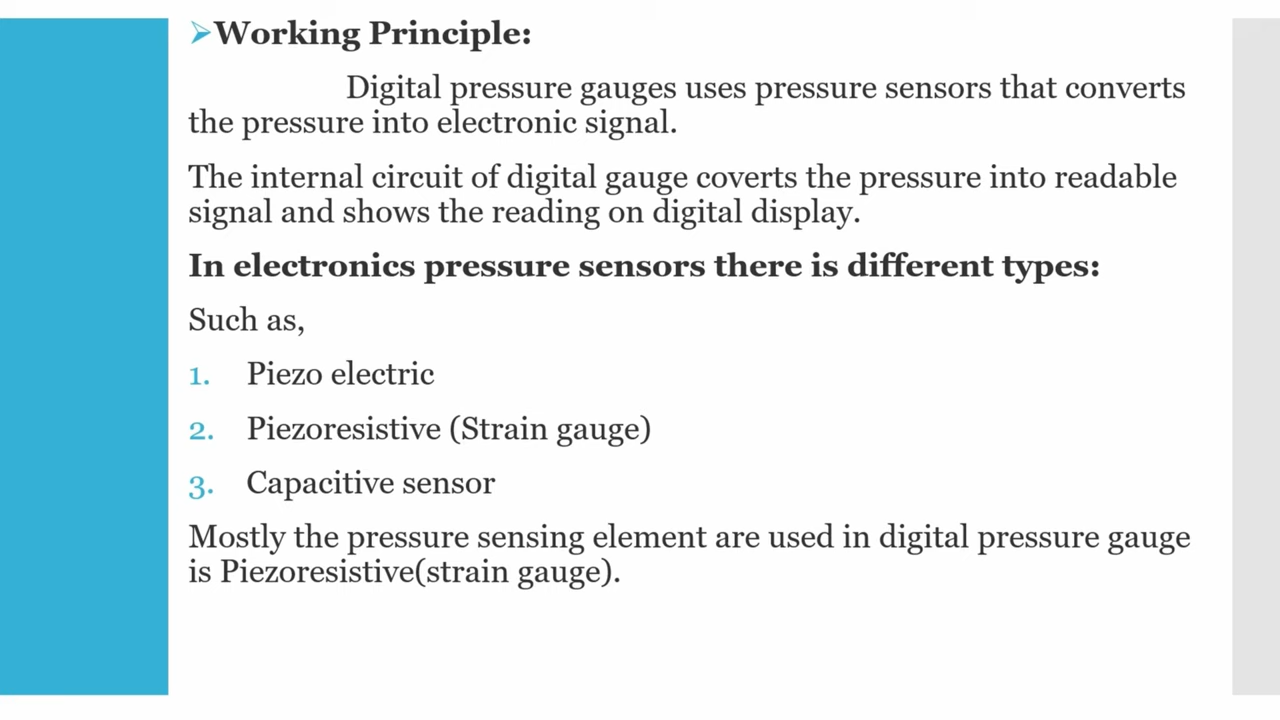 ➢Working Principle:
Digital pressure gauges uses pressure sensors that converts
the pressure into electronic signal.
The internal circuit of digital gauge coverts the pressure into readable
signal and shows the reading on digital display.
In electronics pressure sensors there is different types:
Such as,
1. Piezo electric
2. Piezoresistive (Strain gauge)
3. Capacitive sensor
Mostly the pressure sensing element are used in digital pressure gauge
is Piezoresistive(strain gauge).